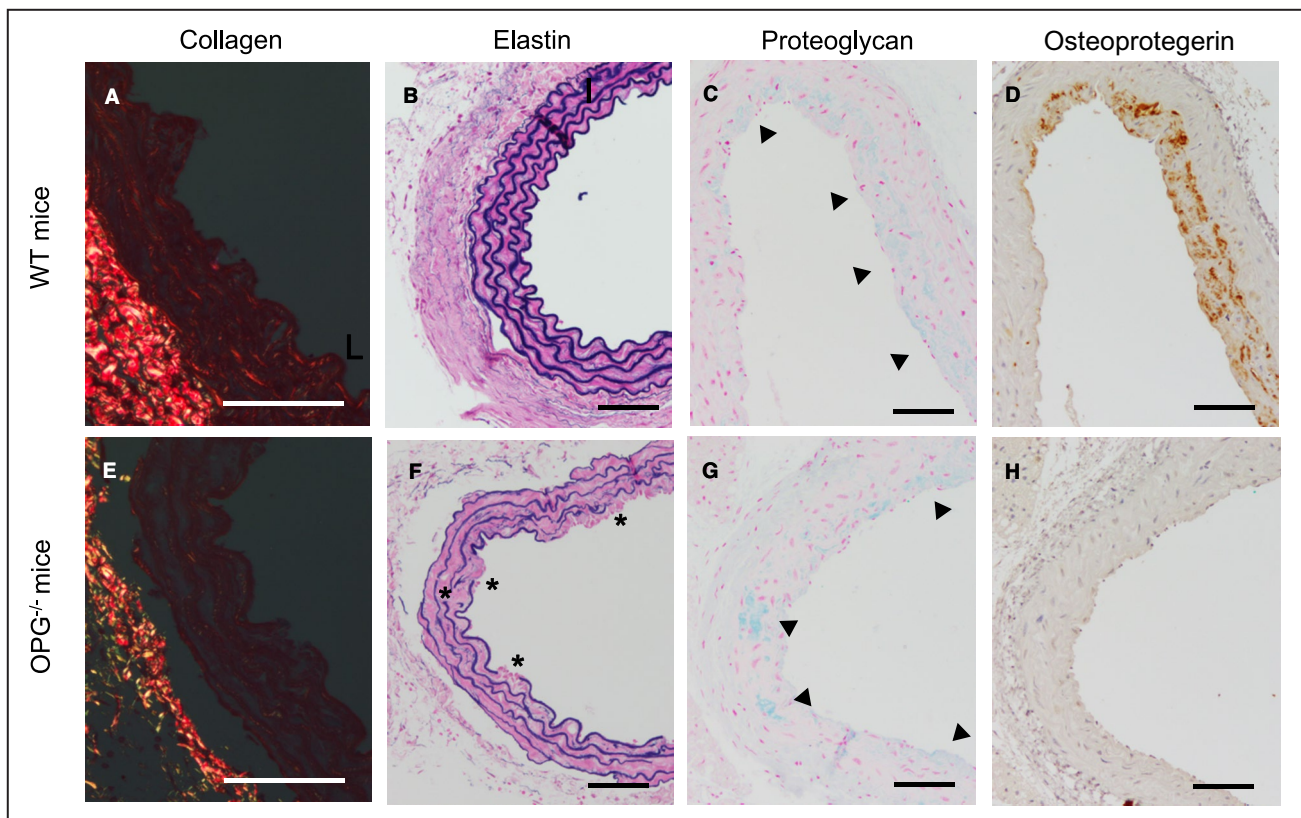 Collagen Elastin Proteoglycan Osteoprotegerin
WT mice
A B C D
L
OPG-/- mice
E F G H
* * * *